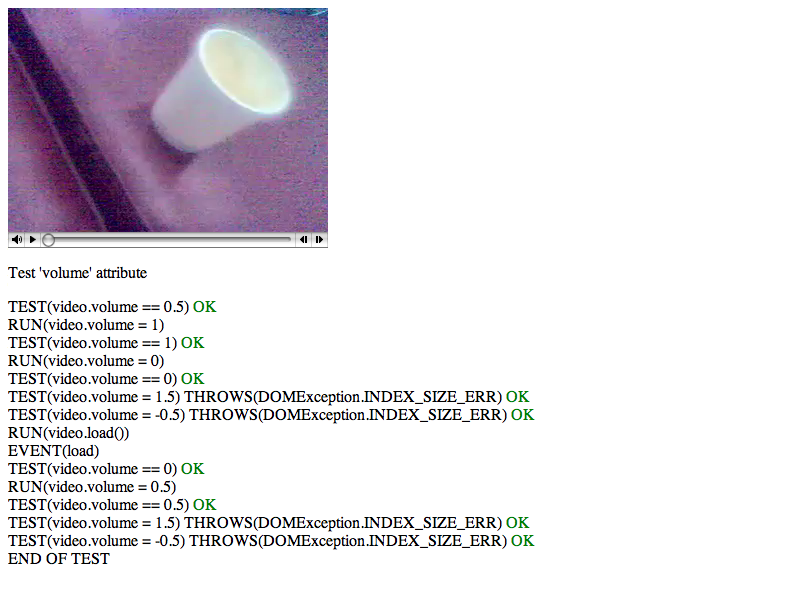 Test 'volume' attribute
TEST(video.volume == 0.5) OK
RUN(video.volume = 1)
TEST(video.volume == 1) OK
RUN(video.volume = 0)
TEST(video.volume == 0) OK
TEST(video.volume = 1.5) THROWS(DOMException.INDEX_SIZE_ERR) OK
TEST(video.volume = -0.5) THROWS(DOMException.INDEX_SIZE_ERR) OK
RUN(video.load())
EVENT(load)
TEST(video.volume == 0) OK
RUN(video.volume = 0.5)
TEST(video.volume == 0.5) OK
TEST(video.volume = 1.5) THROWS(DOMException.INDEX_SIZE_ERR) OK
TEST(video.volume = -0.5) THROWS(DOMException.INDEX_SIZE_ERR) OK
END OF TEST